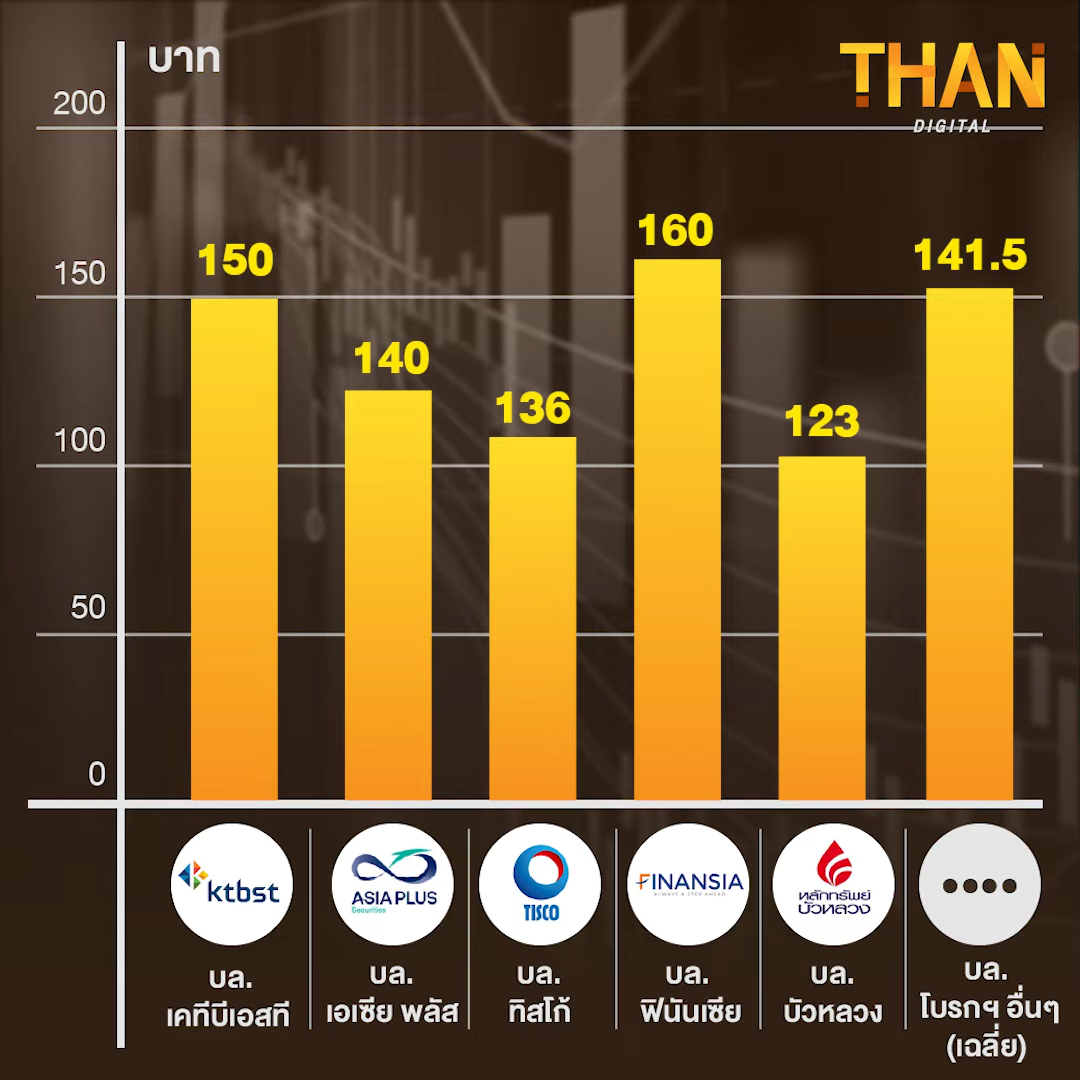 บาท
THAN
DIGITAL
200
150
100
50
0
150
140
136
160
123
141.5
ktbst
ASIA PLUS
Securities
TISCO
FINANSIA
ALWAYS A STEP AHEAD
หลักทรัพย์
บัวหลวง
บล.
เคทีบีเอสที
บล.
เอเซีย พลัส
บล.
ทิสโก้
บล.
ฟินันเซีย
บล.
บัวหลวง
บล.
โบรกฯ อื่นๆ
(เฉลี่ย)